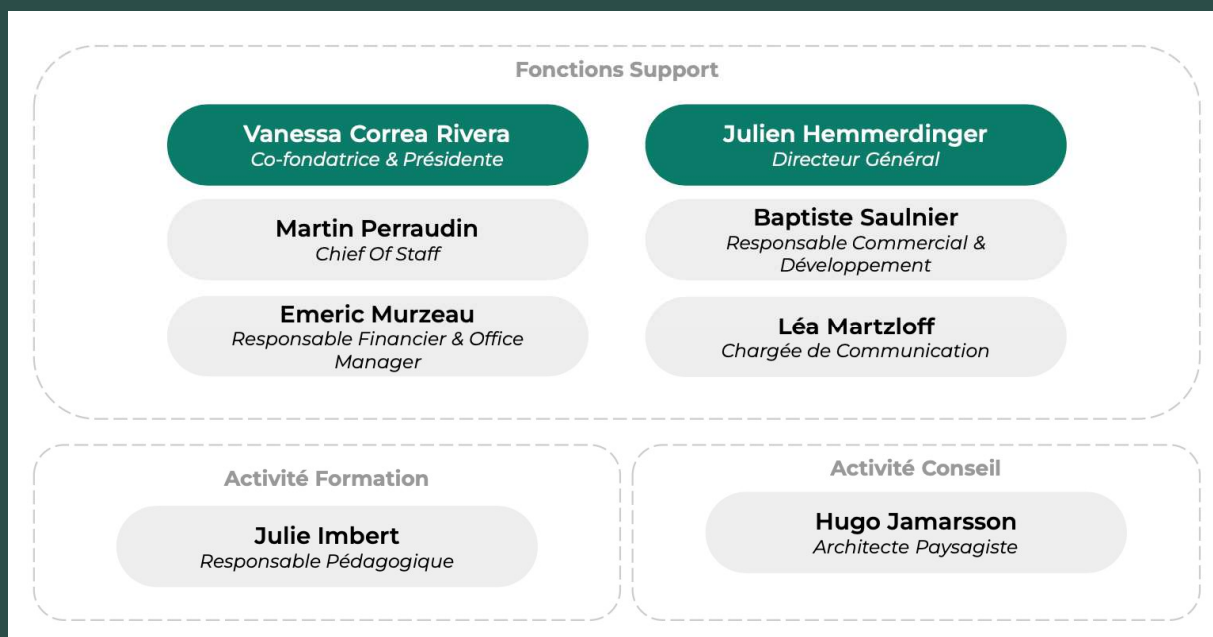 Fonctions Support
Vanessa Correa Rivera
Co-fondatrice & Présidente
Julien Hemmerdinger
Directeur Général
Martin Perraudin
Chief Of Staff
Baptiste Saulnier
Responsable Commercial &
Développement
Emeric Murzeau
Responsable Financier & Office
Manager
Léa Martzloff
Chargée de Communication
Activité Formation
Julie Imbert
Responsable Pédagogique
Activité Conseil
Hugo Jamarsson
Architecte Paysagiste